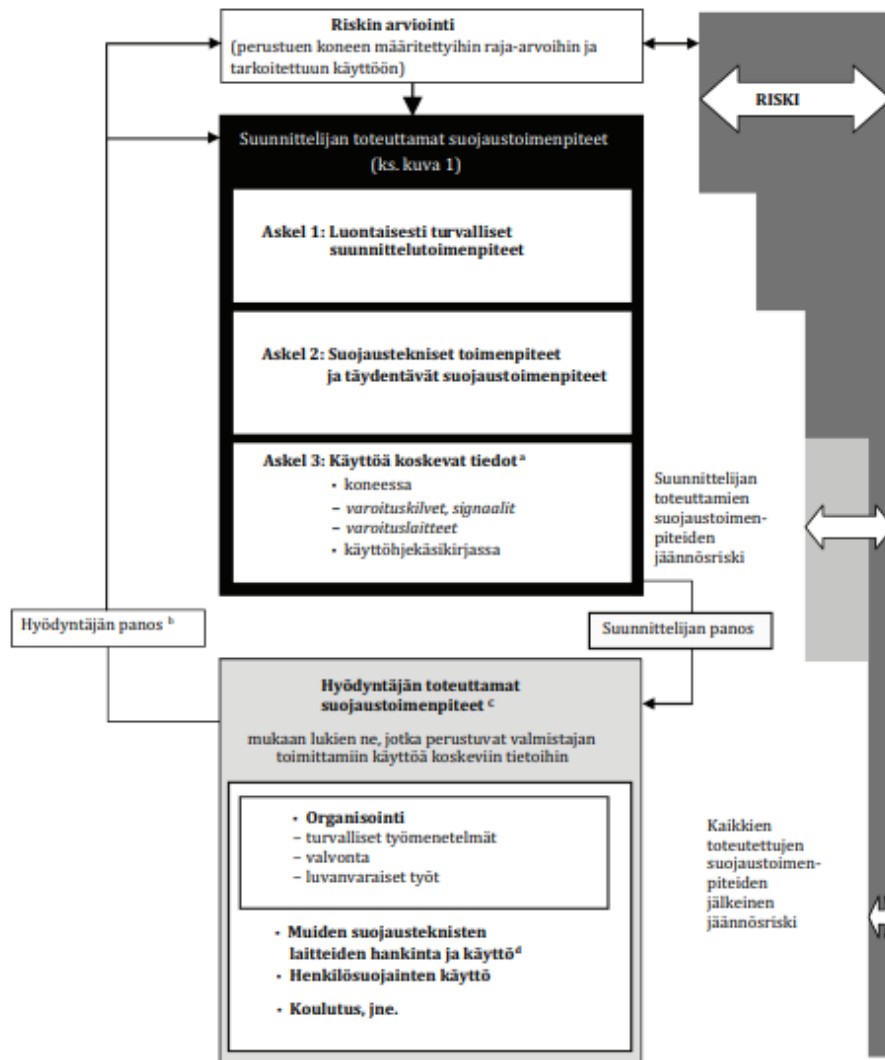 Riskin arviointi
(perustuen koneen määritettyihin raja-arvoihin ja
tarkoitettuun käyttöön)
RISKI
Suunnittelijan toteuttamat suojaustoimenpiteet
(ks. kuva 1)
Askel 1: Luontaisesti turvalliset
suunnittelutoimenpiteet
Askel 2: Suojaustekniset toimenpiteet
ja täydentävät suojaustoimenpiteet
Askel 3: Käyttöä koskevat tiedot a
• koneessa
– varoituskilvet, signaalit
– varoituslaitteet
• käyttöhjekäsikirjassa
Suunnittelijan
toteuttamien
suojaustoimen-
piteiden
jäännösriski
Hyödyntäjän panos b
Suunnittelijan panos
Hyödyntäjän toteuttamat
suojaustoimenpiteet c
mukaan lukien ne, jotka perustuvat valmistajan
toimittamiin käyttöä koskeviin tietoihin
• Organisointi
– turvalliset työmenetelmät
– valvonta
– luvanvaraiset työt
• Muiden suojausteknisten
laitteiden hankinta ja käyttö d
• Henkilösuojainten käyttö
• Koulutus, jne.
Kaikkien
toteutettujen
suojaustoimen-
piteiden
jälkeinen
jäännösriski